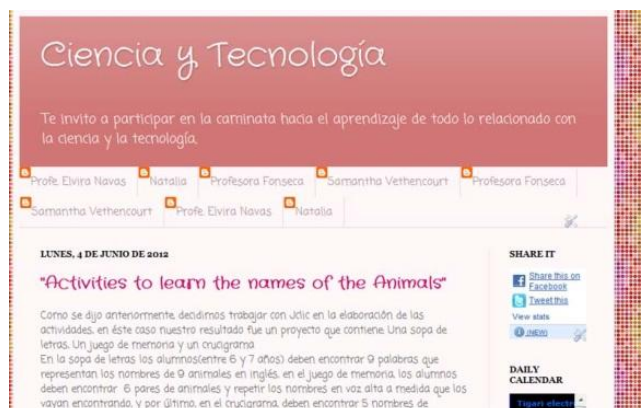 Ciencia y Tecnología
Te invito a participar en la caminata hacia el aprendizaje de todo lo relacionado con
la ciencia y la tecnología.
Profe. Elvira Navas Natalia Profesora Fonseca Samantha Vethencourt Profesora Fonseca
Samantha Vethencourt Profe. Elvira Navas Natalia
LUNES, 4 DE JUNIO DE 2012
"Activities to learn the names of the Animals"
Como se dijo anteriormente, decidimos trabajar con Jclic en la elaboración de las
actividades, en éste caso nuestro resultado fue un proyecto que contiene: Una sopa de
letras. Un juego de memoria y un crucigrama.
En la sopa de letras los alumnos(entre 6 y 7 años) deben encontrar 9 palabras que
representan los nombres de 9 animales en inglés, en el juego de memoria, los alumnos
deben encontrar 6 pares de animales y repetir los nombres en voz alta a medida que los
vayan encontrando, y por último, en el crucigrama, deben encontrar 5 nombres de
SHARE IT
Share this on
Facebook
Tweet this
View stats
(NEW)
DAILY
CALENDAR
Tigari electr